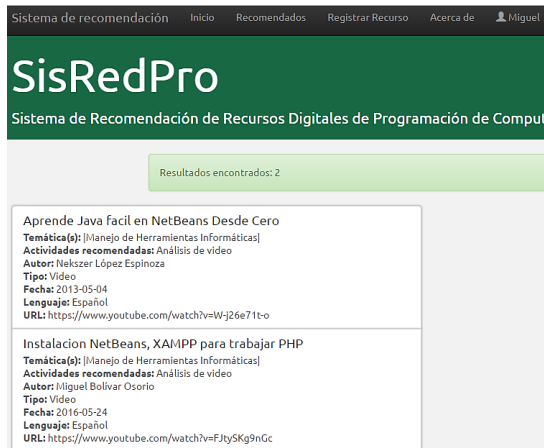 Sistema de recomendación Inicio Recomendados Registrar Recurso Acerca de Miguel
SisRedPro
Sistema de Recomendación de Recursos Digitales de Programación de Comput
Resultados encontrados: 2
Aprende Java facil en NetBeans Desde Cero
Temática(s): |Manejo de Herramientas Informáticas|
Actividades recomendadas: Análisis de video
Autor: Nekszer López Espinoza
Tipo: Video
Fecha: 2013-05-04
Lenguaje: Español
URL: https://www.youtube.com/watch?v=W-j26e71t-o
Instalacion NetBeans, XAMPP para trabajar PHP
Temática(s): |Manejo de Herramientas Informáticas|
Actividades recomendadas: Análisis de video
Autor: Miguel Bolívar Osorio
Tipo: Video
Fecha: 2016-05-24
Lenguaje: Español
URL: https://www.youtube.com/watch?v=FJtySKg9nGc